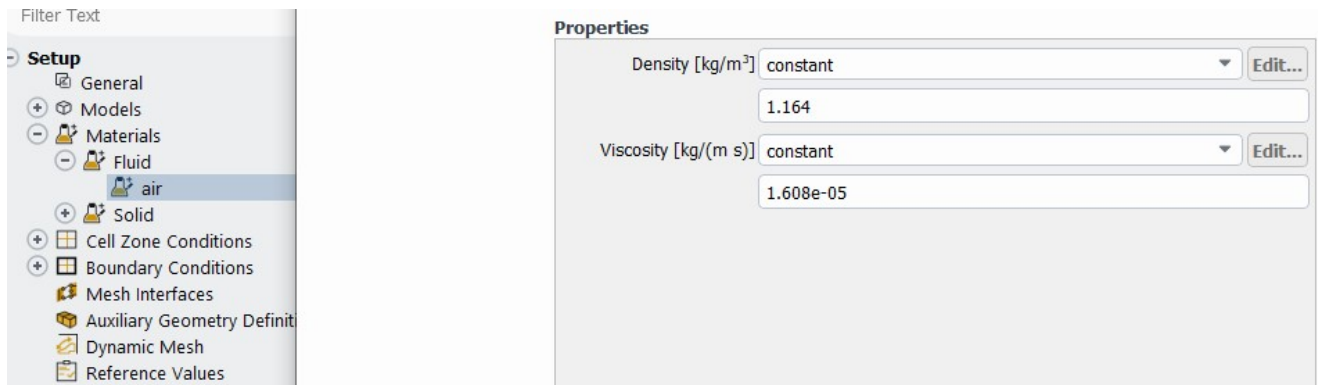 Filter Text
Setup
General
Models
Materials
Fluid
air
Solid
Cell Zone Conditions
Boundary Conditions
Mesh Interfaces
Auxiliary Geometry Definiti
Dynamic Mesh
Reference Values
Properties
Density [kg/m³] constant Edit...
1.164
Viscosity [kg/(m s)] constant Edit...
1.608e-05